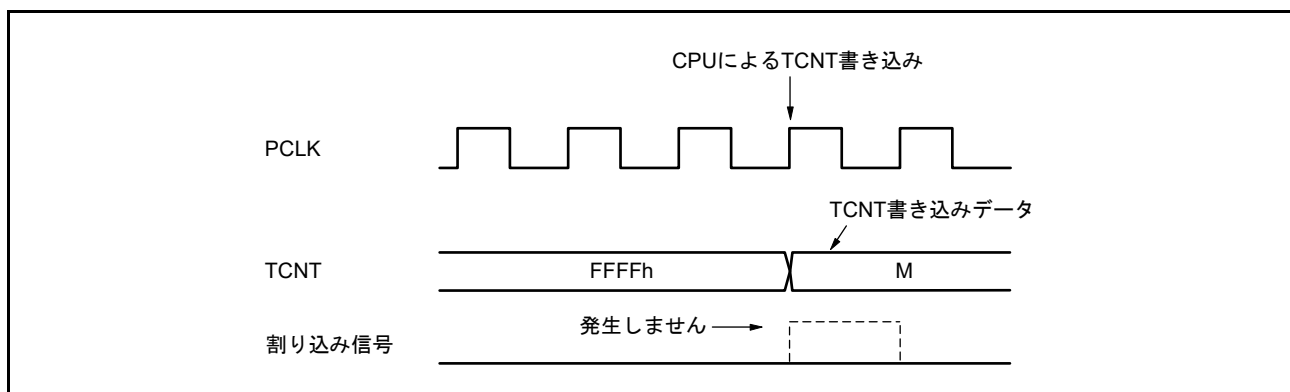 CPUによるTCNT書き込み
PCLK
TCNT書き込みデータ
TCNT
FFFFh
M
発生しません
割り込み信号